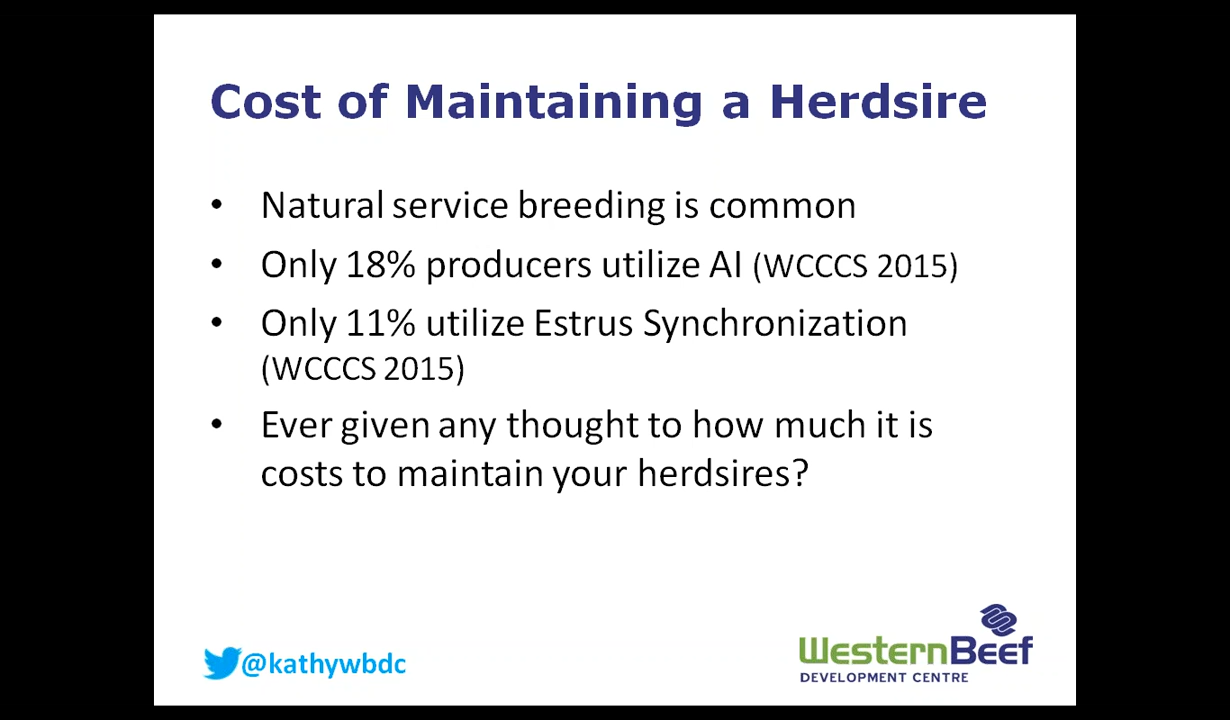 Cost of Maintaining a Herdsire
• Natural service breeding is common
• Only 18% producers utilize AI (WCCCS 2015)
• Only 11% utilize Estrus Synchronization
(WCCCS 2015)
• Ever given any thought to how much it is
costs to maintain your herdsires?
@kathywbdc
WesternBeef
DEVELOPMENT CENTRE